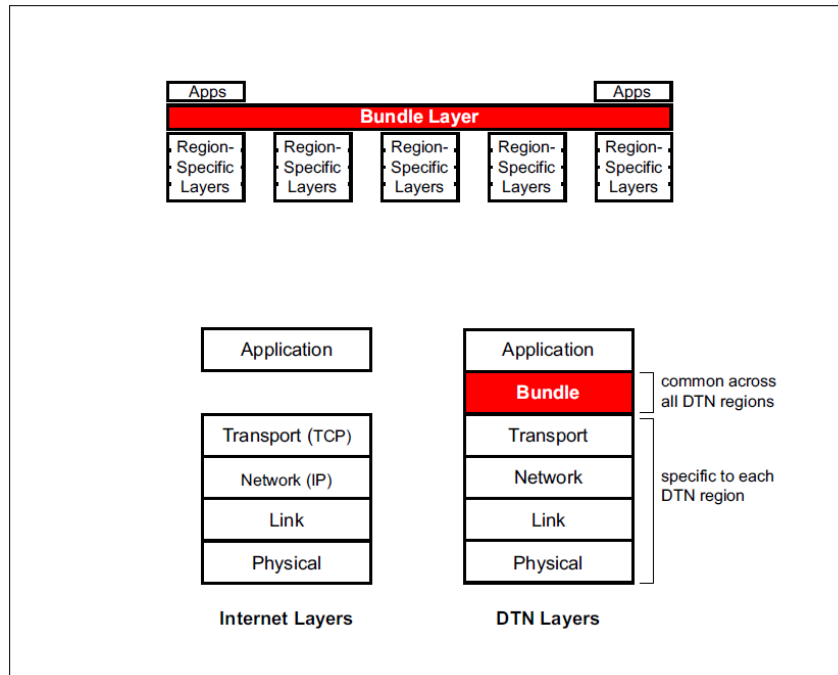 Apps Apps
Bundle Layer
Region- Region- Region- Region- Region-
Specific Specific Specific Specific Specific
Layers Layers Layers Layers Layers
Application
Transport (TCP)
Network (IP)
Link
Physical
Internet Layers
Application
Bundle
Transport
Network
Link
Physical
DTN Layers
common across
all DTN regions
specific to each
DTN region